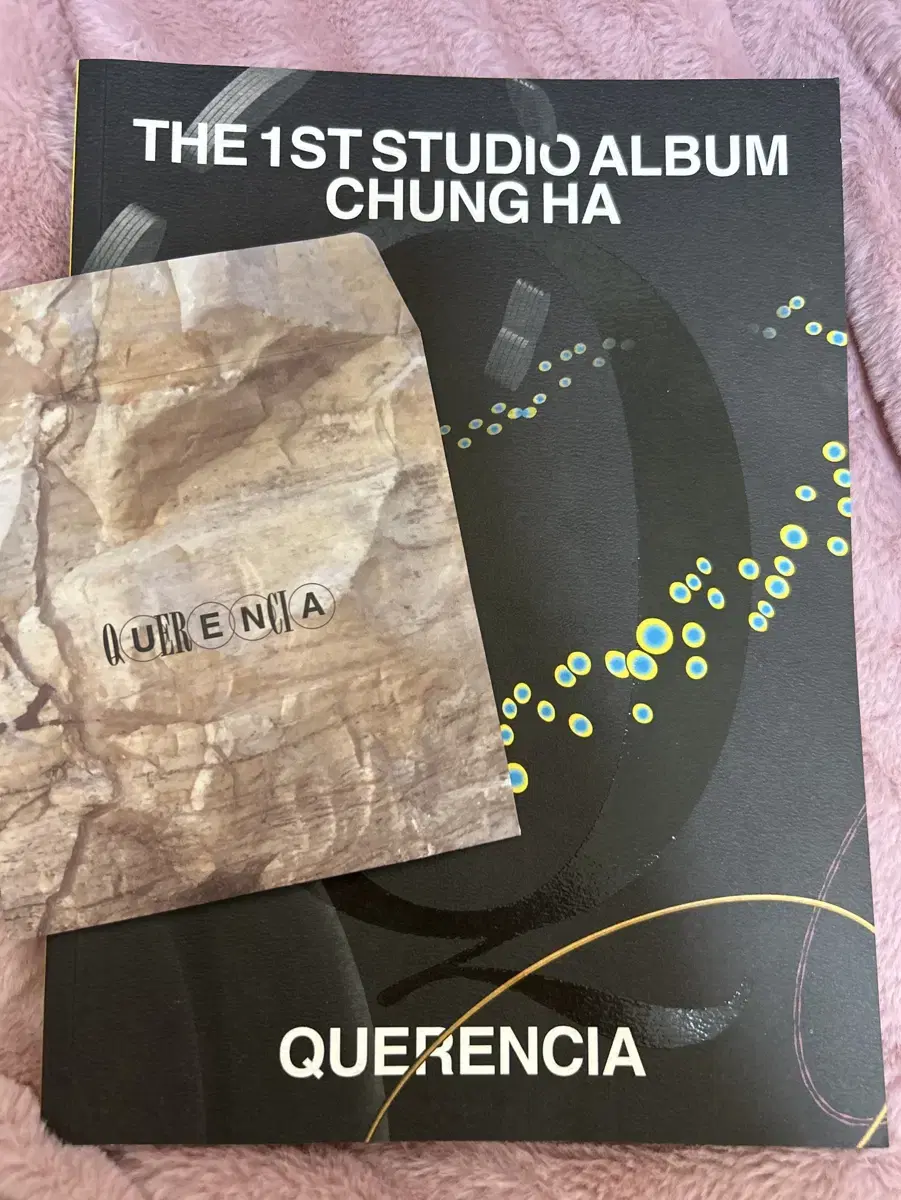 THE 1ST STUDIO ALBUM
CHUNG HA
QUERENCIA
QUERENCIA